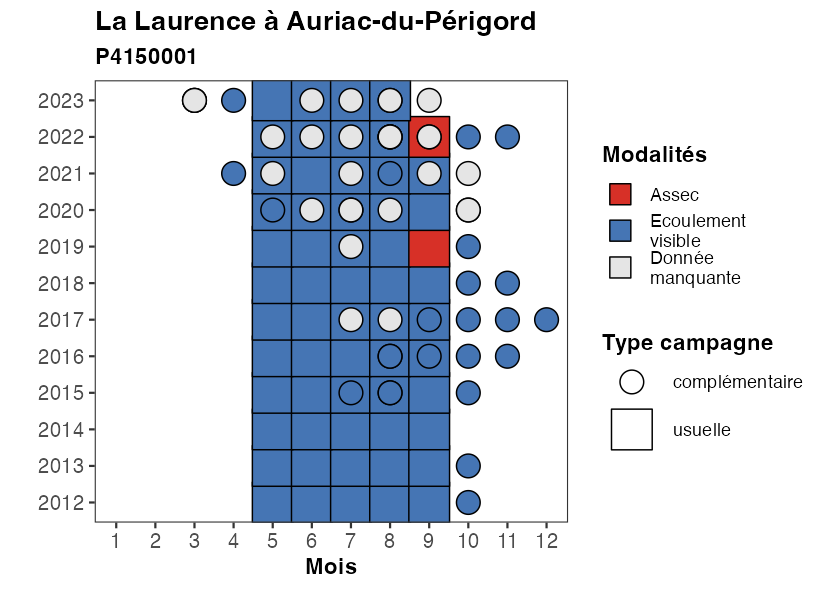 La Laurence à Auriac-du-Périgord
P4150001
2023
2022
2021
2020
2019
2018
2017
2016
2015
2014
2013
2012
1 2 3 4 5 6 7 8 9 10 11 12
Mois
Modalités
Assec
Ecoulement
visible
Donnée
manquante
Type campagne
complémentaire
usuelle